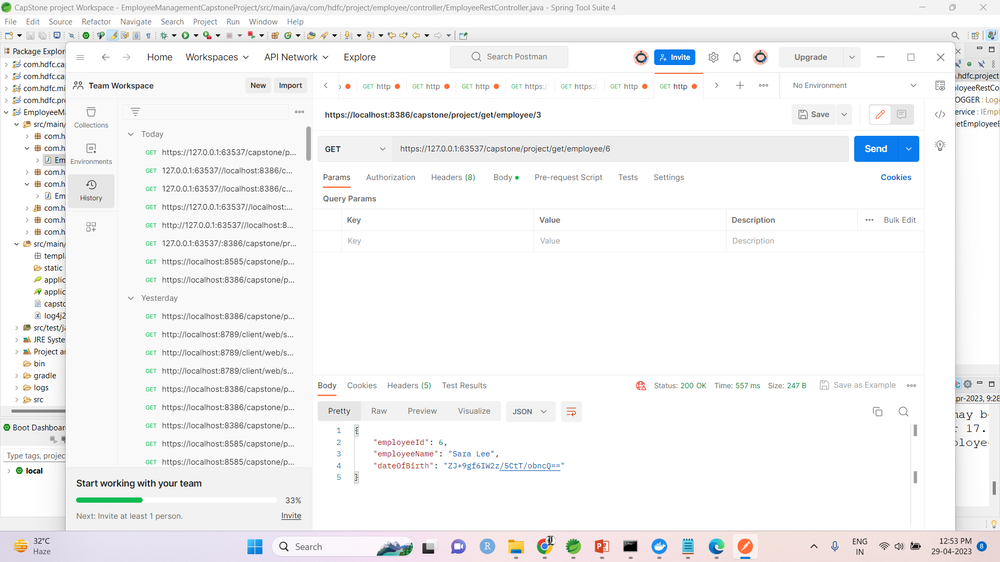 CapStone project Workspace - EmployeeManagementCapstoneProject/src/main/java/com/hdfc/project/employee/controller/EmployeeRestController.java - Spring Tool Suite 4
File Edit Source Refactor Navigate Search Project Run Window Help
Package Explor
com.hdfc.ca
com.hdfc.ca
com.hdfc.mi
com.hdfc.pr
EmployeeMa
src/main/
com.h
com.h
Em
com.h
com.h
Em
com.h
com.h
com.h
src/main/
templa
static
applic
applic
capsto
log4j2
src/test/ja
JRE Syste
Project an
bin
gradle
logs
src
Boot Dashboar
Type tags, projec
local
Home Workspaces API Network Explore
Search Postman
Invite
Upgrade
Team Workspace
New Import
Collections
Environments
History
Today
GET https://127.0.0.1:63537/capstone/p...
GET 127.0.0.1:63537//localhost:8386/c...
GET 127.0.0.1:63537//localhost:8386/c...
GET https://127.0.0.1:63537//localhost:...
GET http://127.0.0.1:63537//localhost:8...
GET 127.0.0.1:63537/:8386/capstone/pr...
GET https://localhost:8585/capstone/p...
GET https://localhost:8386/capstone/p...
Yesterday
GET https://localhost:8386/capstone/p...
GET http://localhost:8789/client/web/s...
GET http://localhost:8789/client/web/s...
GET http://localhost:8789/client/web/s...
GET https://localhost:8386/capstone/p...
GET https://localhost:8386/capstone/p...
GET https://localhost:8386/capstone/p...
GET https://localhost:8585/capstone/p...
GET https://localhost:8585/capstone/p...
Start working with your team
33%
Next: Invite at least 1 person. Invite
GET http GET http GET http GET https:/ GET https:/ GET http GET http
No Environment
https://localhost:8386/capstone/project/get/employee/3
Save
GET https://127.0.0.1:63537/capstone/project/get/employee/6 Send
Params Authorization Headers (8) Body Pre-request Script Tests Settings Cookies
Query Params
Key Value Description Bulk Edit
Key Value Description
Body Cookies Headers (5) Test Results
Status: 200 OK Time: 557 ms Size: 247 B Save as Example
Pretty Raw Preview Visualize JSON
1 {
2 "employeeId": 6,
3 "employeeName": "Sara Lee",
4 "dateOfBirth": "ZJ+9gf6IW2z/5CtT/obncQ=="
5 }
.hdfc.project
loyeeRestCo
OGGER : Log
ervice : IEmp
etEmployeeB
pr-2023, 9:28
may b
r 17.
ploye
32°C
Haze
Search
ENG
IN
12:53 PM
29-04-2023
8